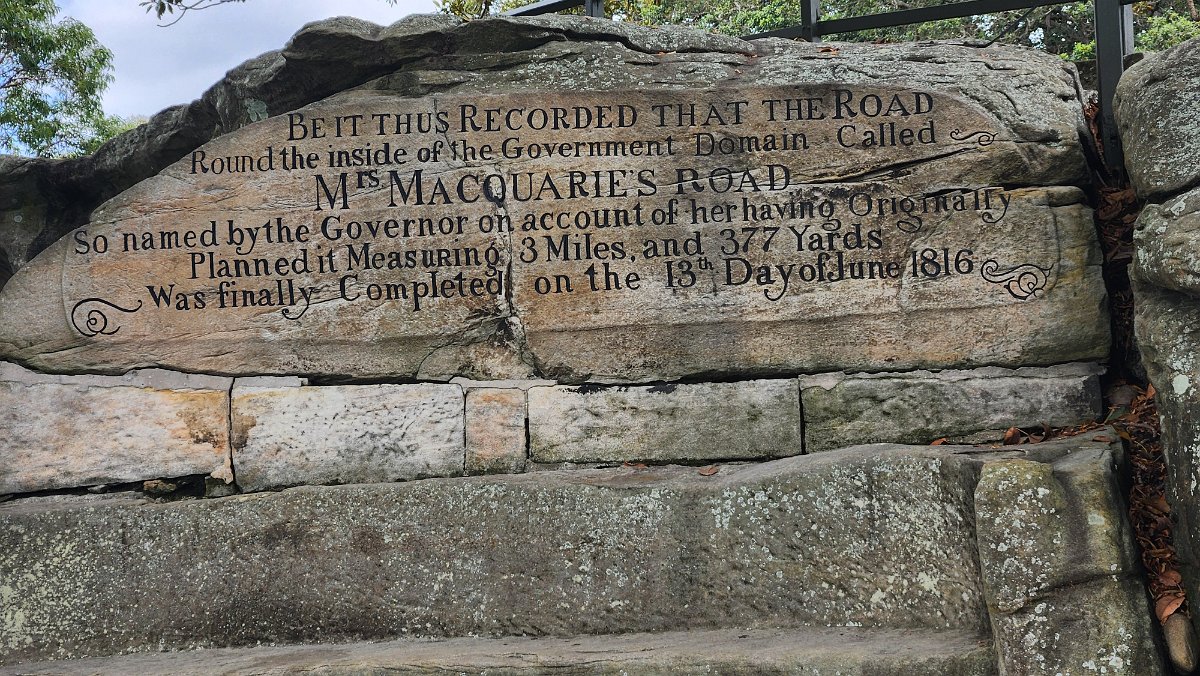 BE IT THUS RECORDED THAT THE ROAD
Round the inside of the Government Domain Called
Mrs MACQUARIE'S ROAD
So named by the Governor on account of her having Originally
Planned it Measuring 3 Miles, and 377 Yards
Was finally Completed on the 13th Day of June 1816